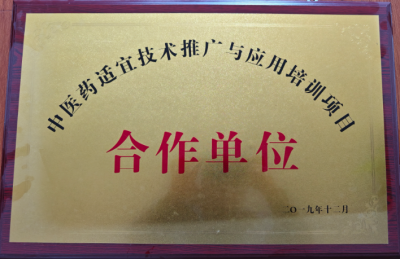 中医药适宜技术推广与应用培训项目
合作单位
二〇一九年十二月